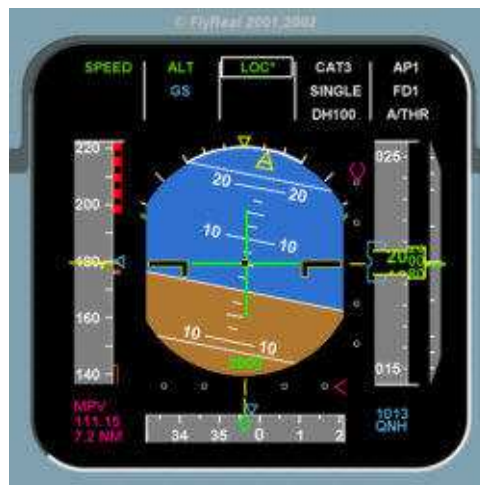 © FlyReal 2001,2002
SPEED ALT LOC* CAT3 AP1
GS SINGLE FD1
DH100 A/THR
220
200
180
160
140
20 20
10 10
10 10
2000
025
20
015
MPV
111.15
7.2 NM
34 35 0 1 2
1013
QNH